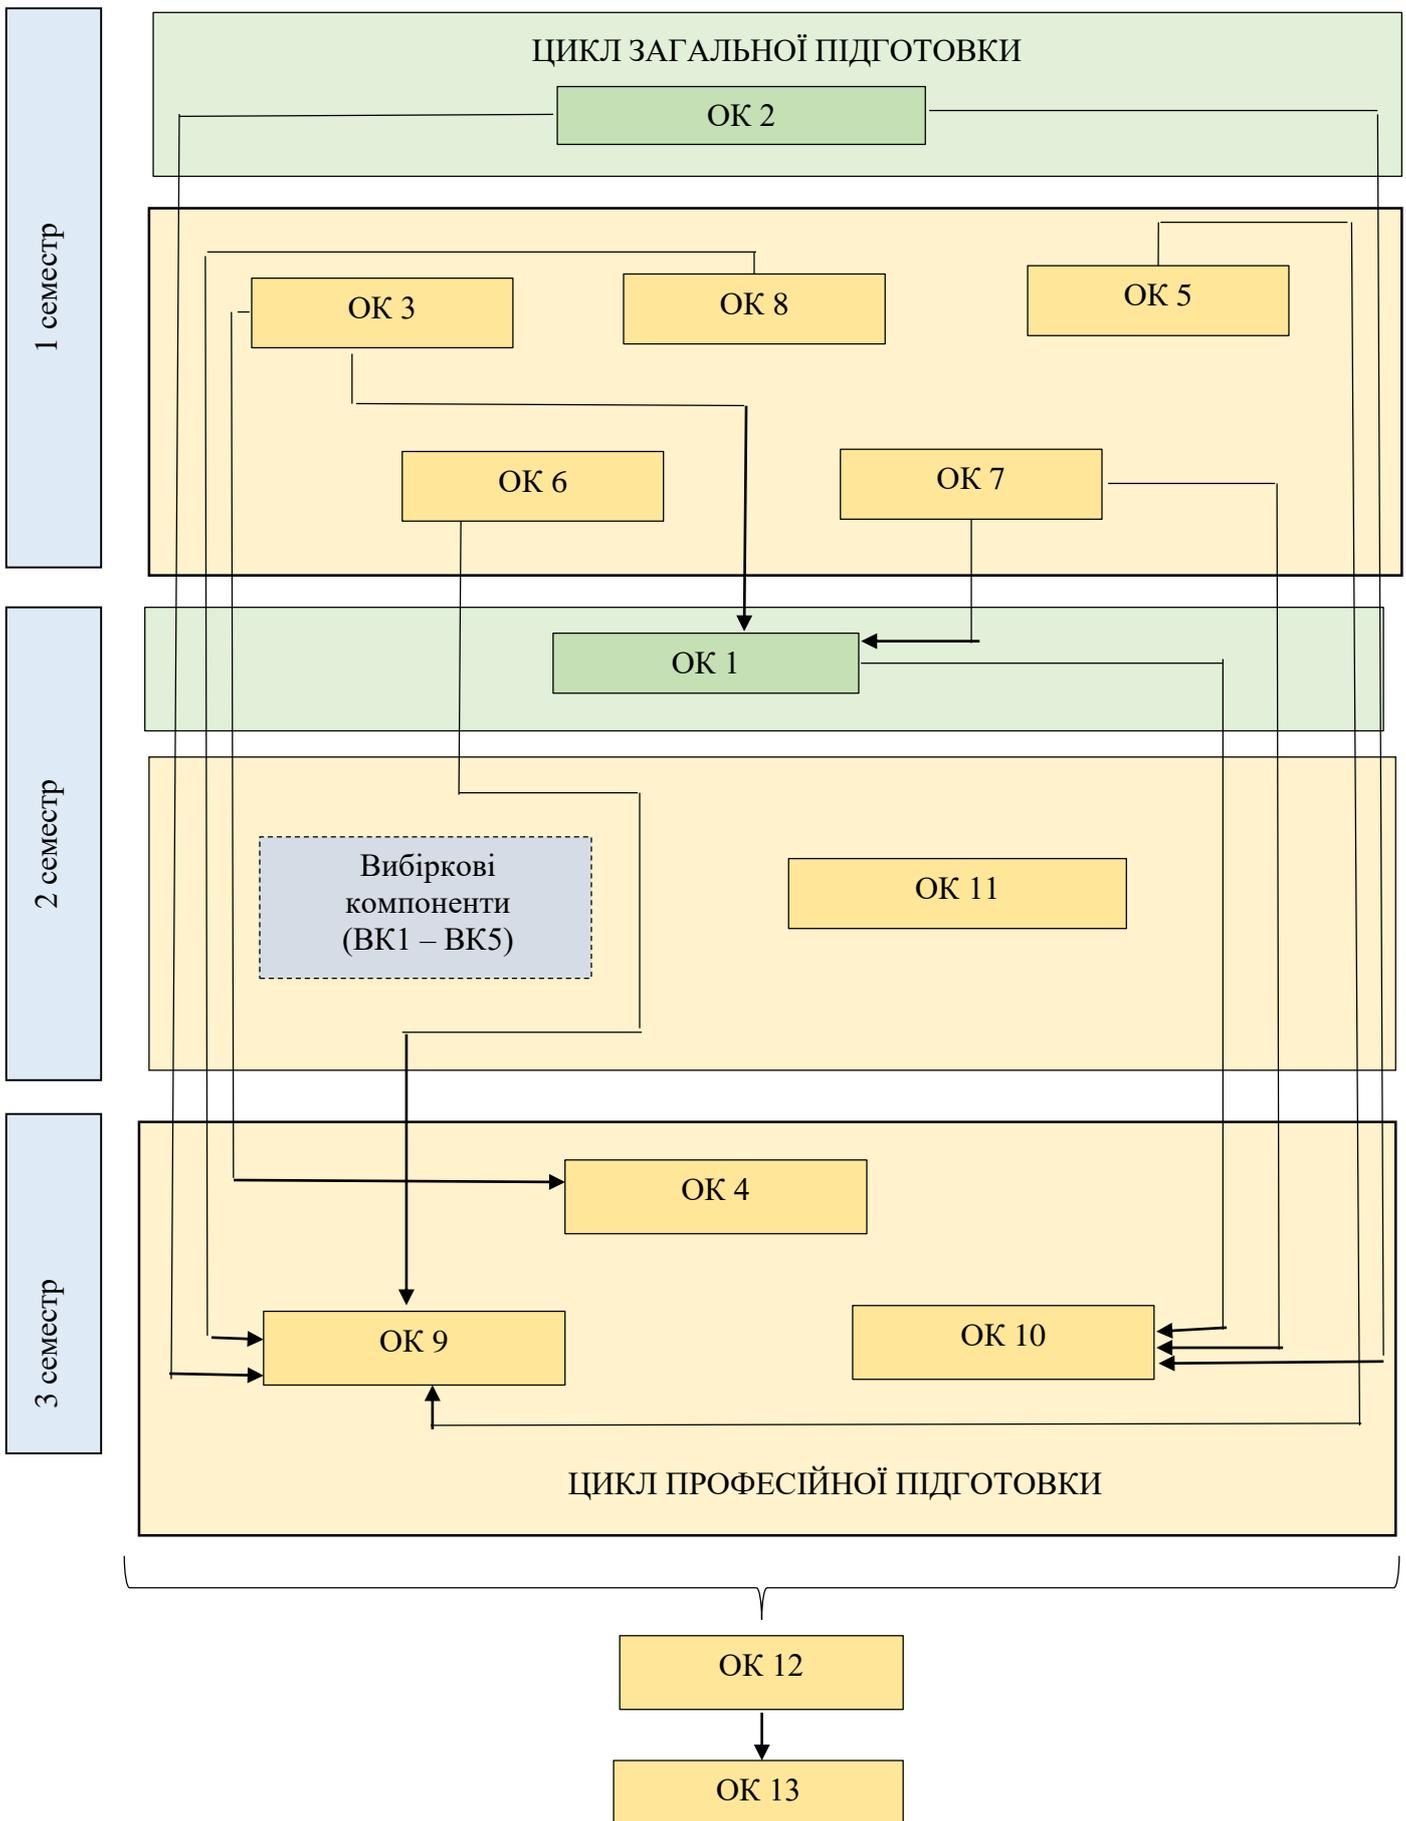 ЦИКЛ ЗАГАЛЬНОЇ ПІДГОТОВКИ
ОК 2
1 семестр
ОК 3
ОК 8
ОК 5
ОК 6
ОК 7
2 семестр
ОК 1
Вибіркові
компоненти
(ВК1 – ВК5)
ОК 11
3 семестр
ОК 4
ОК 9
ОК 10
ЦИКЛ ПРОФЕСІЙНОЇ ПІДГОТОВКИ
ОК 12
ОК 13